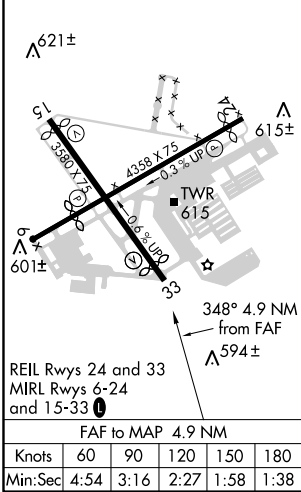 621±
15
24
615±
3580 X 75
4358 X 75
V
P
0.3 % UP
P
TWR
615
0.6 % UP
6
601±
V
33
348° 4.9 NM
from FAF
594±
REIL Rwys 24 and 33
MIRL Rwys 6-24
and 15-33 L
FAF to MAP 4.9 NM
Knots 60 90 120 150 180
Min:Sec 4:54 3:16 2:27 1:58 1:38